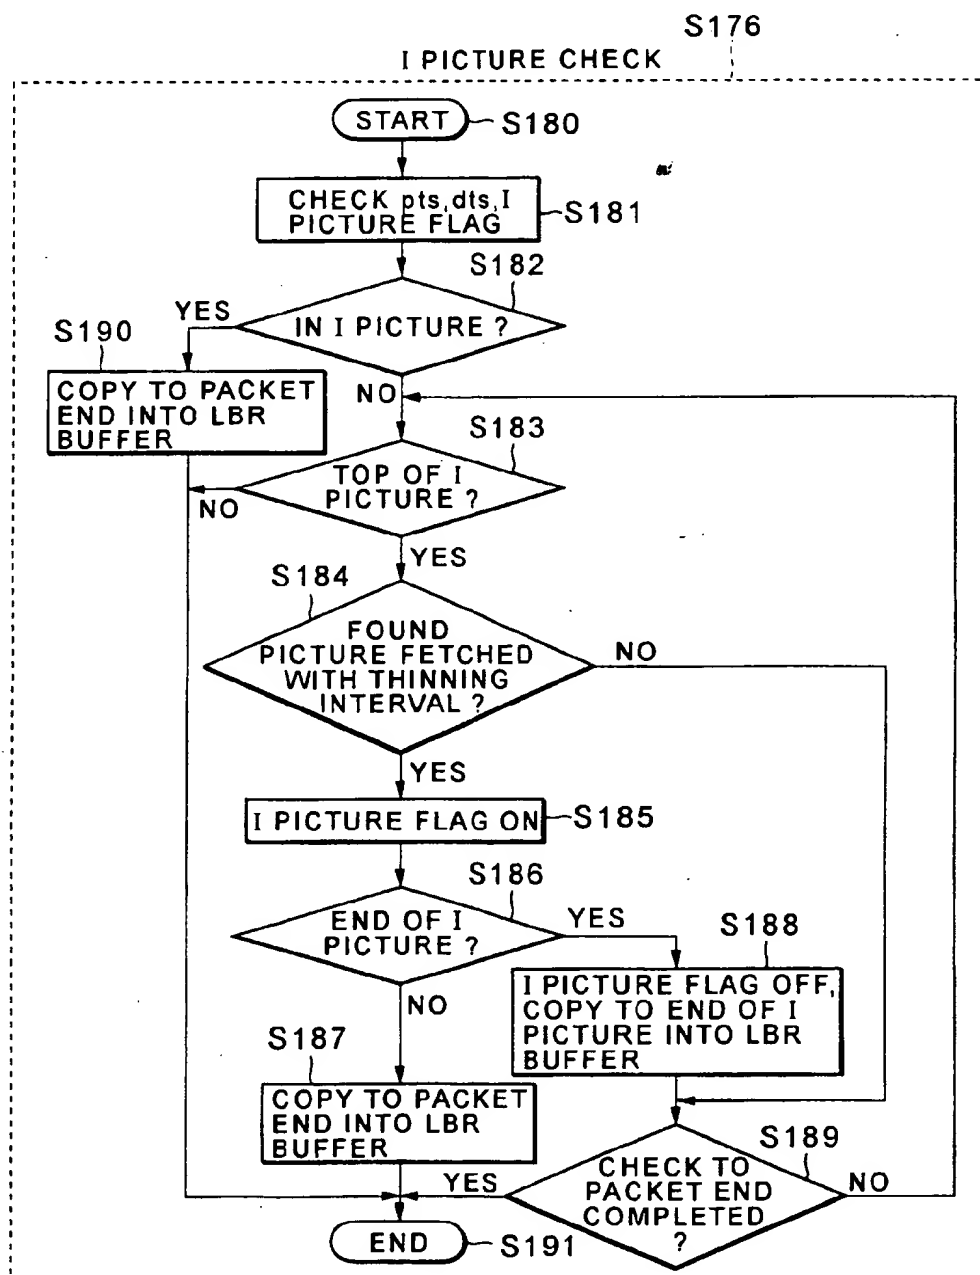 S176
I PICTURE CHECK
START
S180
CHECK pts,dts,I
PICTURE FLAG
S181
S182
IN I PICTURE ?
YES
S190
COPY TO PACKET
END INTO LBR
BUFFER
NO
S183
TOP OF I
PICTURE ?
NO
YES
S184
FOUND
PICTURE FETCHED
WITH THINNING
INTERVAL ?
NO
YES
I PICTURE FLAG ON
S185
S186
END OF I
PICTURE ?
YES
S188
I PICTURE FLAG OFF,
COPY TO END OF I
PICTURE INTO LBR
BUFFER
NO
S187
COPY TO PACKET
END INTO LBR
BUFFER
S189
CHECK TO
PACKET END
COMPLETED
?
YES
NO
END
S191